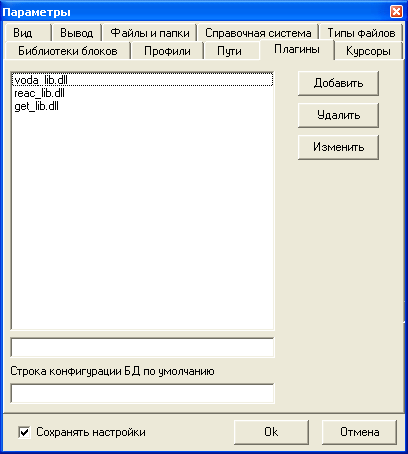 Параметры
Вид Вывод Файлы и папки Справочная система Типы файлов
Библиотеки блоков Профили Пути Плагины Курсоры
voda_lib.dll
reac_lib.dll
get_lib.dll
Добавить
Удалить
Изменить
Строка конфигурации БД по умолчанию
Сохранять настройки Ok Отмена